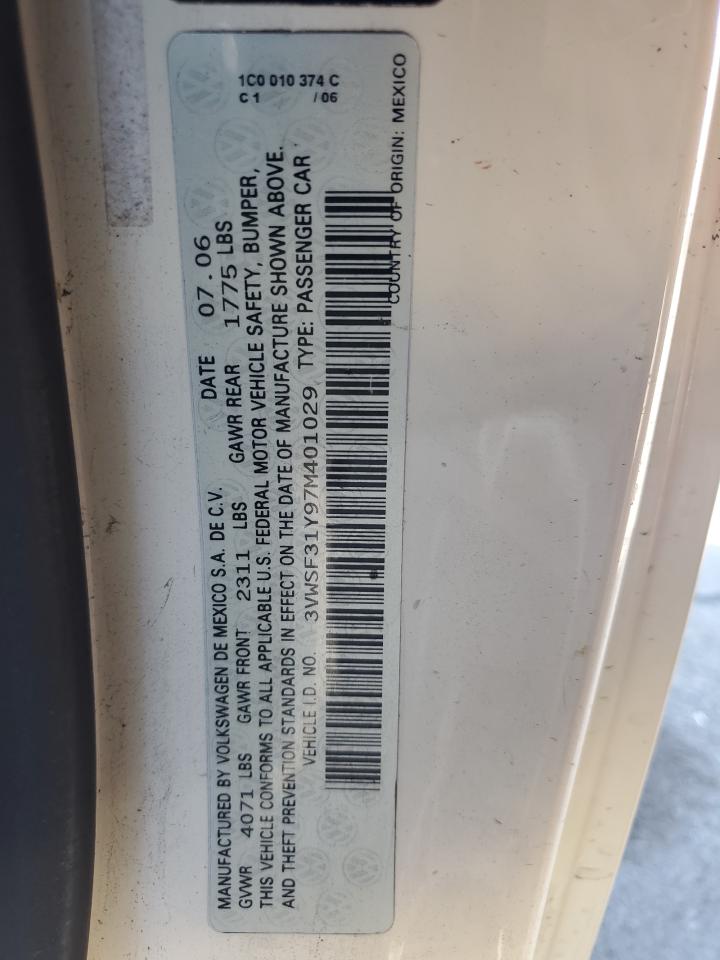 1C0 010 374 C
C 1 / 06
MANUFACTURED BY VOLKSWAGEN DE MEXICO S.A. DE C.V. DATE 07.06
GVWR 4071 LBS GAWR FRONT 2311 LBS GAWR REAR 1775 LBS
THIS VEHICLE CONFORMS TO ALL APPLICABLE U.S. FEDERAL MOTOR VEHICLE SAFETY, BUMPER,
AND THEFT PREVENTION STANDARDS IN EFFECT ON THE DATE OF MANUFACTURE SHOWN ABOVE.
VEHICLE I.D. NO. 3VWSF31Y97M401029 TYPE: PASSENGER CAR
COUNTRY OF ORIGIN: MEXICO